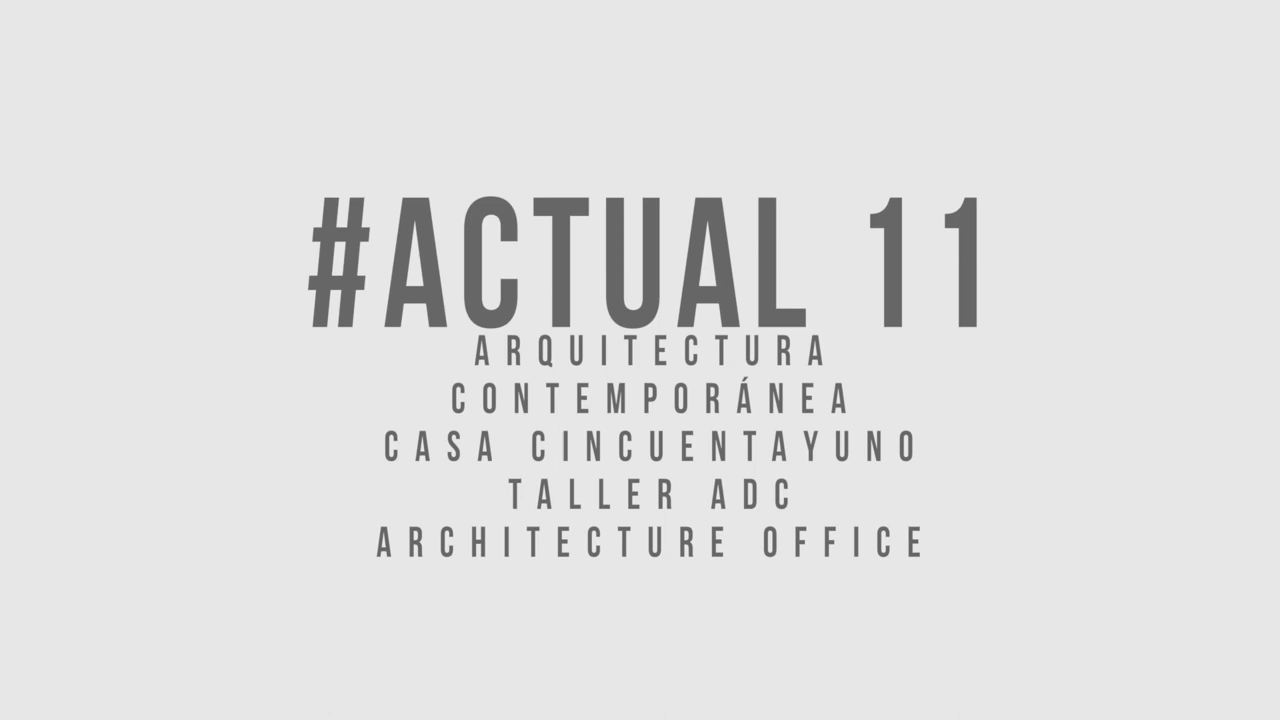 #ACTUAL 11
ARQUITECTURA
CONTEMPORÁNEA
CASA CINCUENTAYUNO
TALLER ADC
ARCHITECTURE OFFICE